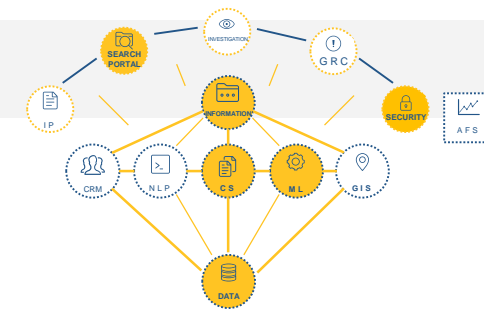 INVESTIGATION
SEARCH
PORTAL
GRC
IP
INFORMATION
SECURITY
AFS
CRM
NLP
CS
ML
GIS
DATA